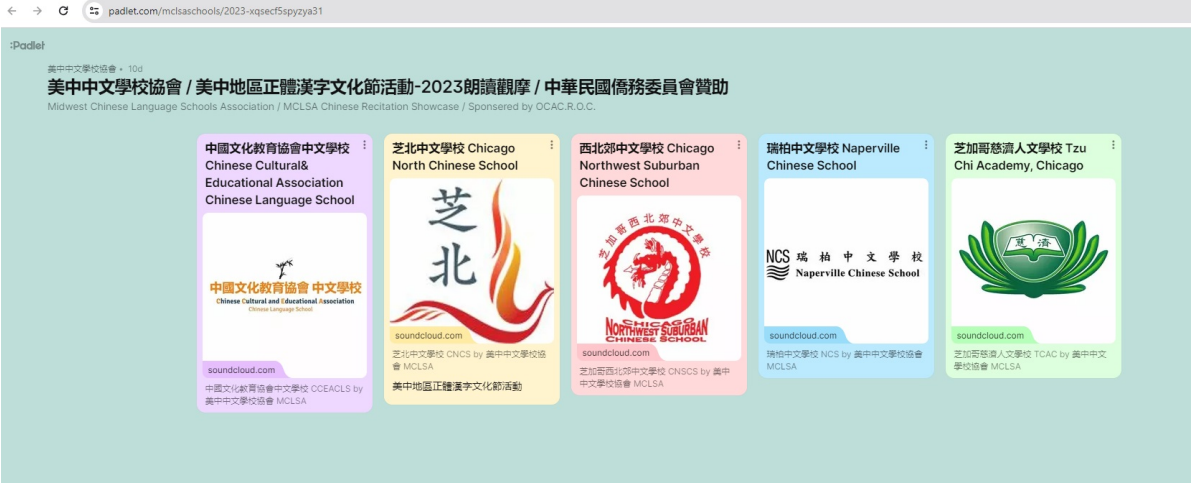 padlet.com/mclsaschools/2023-xqsecf5spyzya31
:Padlet
美中中文學校協會 • 10d
美中中文學校協會 / 美中地區正體漢字文化節活動-2023朗讀觀摩 / 中華民國僑務委員會贊助
Midwest Chinese Language Schools Association / MCLSA Chinese Recitation Showcase / Sponsered by OCAC.R.O.C.
中國文化教育協會中文學校
Chinese Cultural&
Educational Association
Chinese Language School
中國文化教育協會 中文學校
Chinese Cultural and Educational Association
Chinese Language School
soundcloud.com
中國文化教育協會中文學校 CCEACLS by
美中中文學校協會 MCLSA
芝北中文學校 Chicago
North Chinese School
芝
北
soundcloud.com
芝北中文學校 CNCS by 美中中文學校協
會 MCLSA
美中地區正體漢字文化節活動
西北郊中文學校 Chicago
Northwest Suburban
Chinese School
芝加哥西北郊中文學校
CHICAGO
NORTHWEST SUBURBAN
CHINESE SCHOOL
soundcloud.com
芝加哥西北郊中文學校 CNSCS by 美中
中文學校協會 MCLSA
瑞柏中文學校 Naperville
Chinese School
NCS 瑞柏中文學校
Naperville Chinese School
soundcloud.com
瑞柏中文學校 NCS by 美中中文學校協會
MCLSA
芝加哥慈濟人文學校 Tzu
Chi Academy, Chicago
慈濟
soundcloud.com
芝加哥慈濟人文學校 TCAC by 美中中文
學校協會 MCLSA